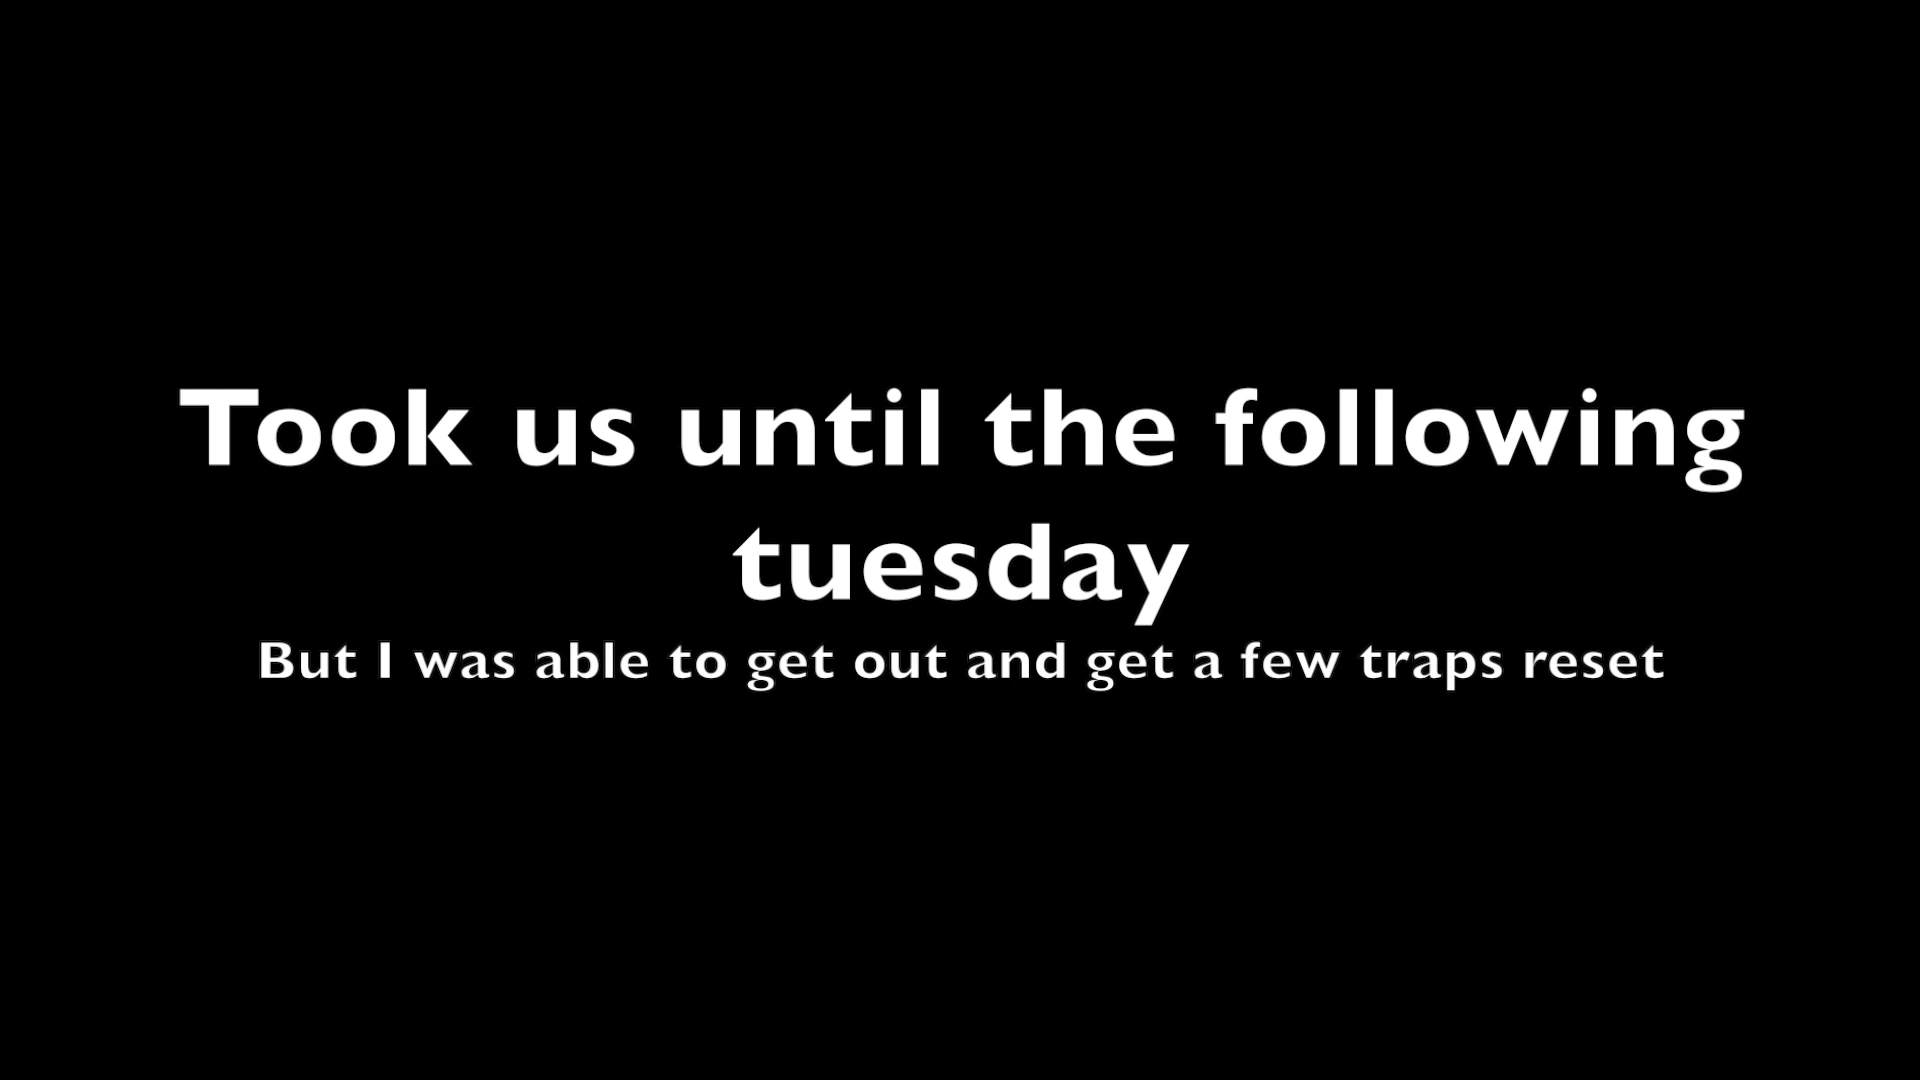 Took us until the following
tuesday
But I was able to get out and get a few traps reset